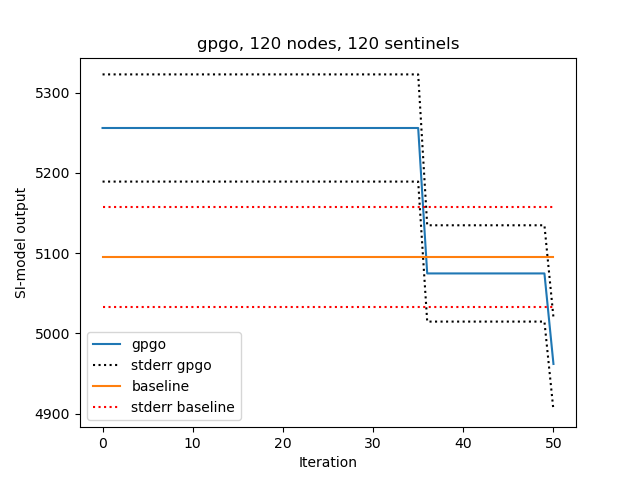 gpgo, 120 nodes, 120 sentinels
SI-model output
5300
5200
5100
5000
4900
gpgo
stderr gpgo
baseline
stderr baseline
0 10 20 30 40 50
Iteration